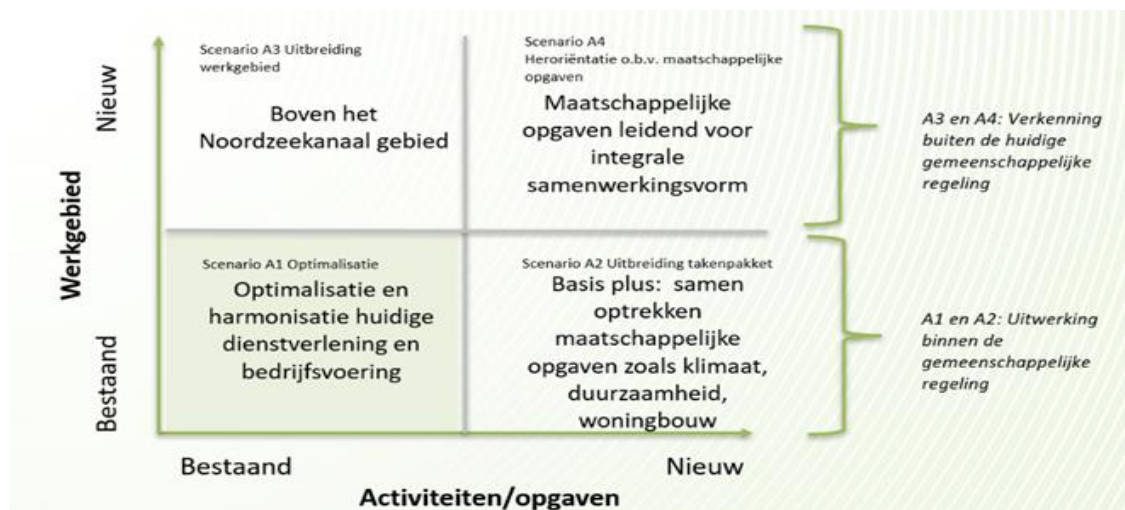 Scenario A3 Uitbreiding
werkgebied
Boven het
Noordzeekanaal gebied
Scenario A4
Heroriëntatie o.b.v. maatschappelijke
opgaven
Maatschappelijke
opgaven leidend voor
integrale
samenwerkingsvorm
A3 en A4: Verkenning
buiten de huidige
gemeenschappelijke
regeling
Nieuw
Werkgebied
Bestaand
Scenario A1 Optimalisatie
Optimalisatie en
harmonisatie huidige
dienstverlening en
bedrijfsvoering
Scenario A2 Uitbreiding takenpakket
Basis plus: samen
optrekken
maatschappelijke
opgaven zoals klimaat,
duurzaamheid,
woningbouw
A1 en A2: Uitwerking
binnen de
gemeenschappelijke
regeling
Bestaand
Nieuw
Activiteiten/opgaven